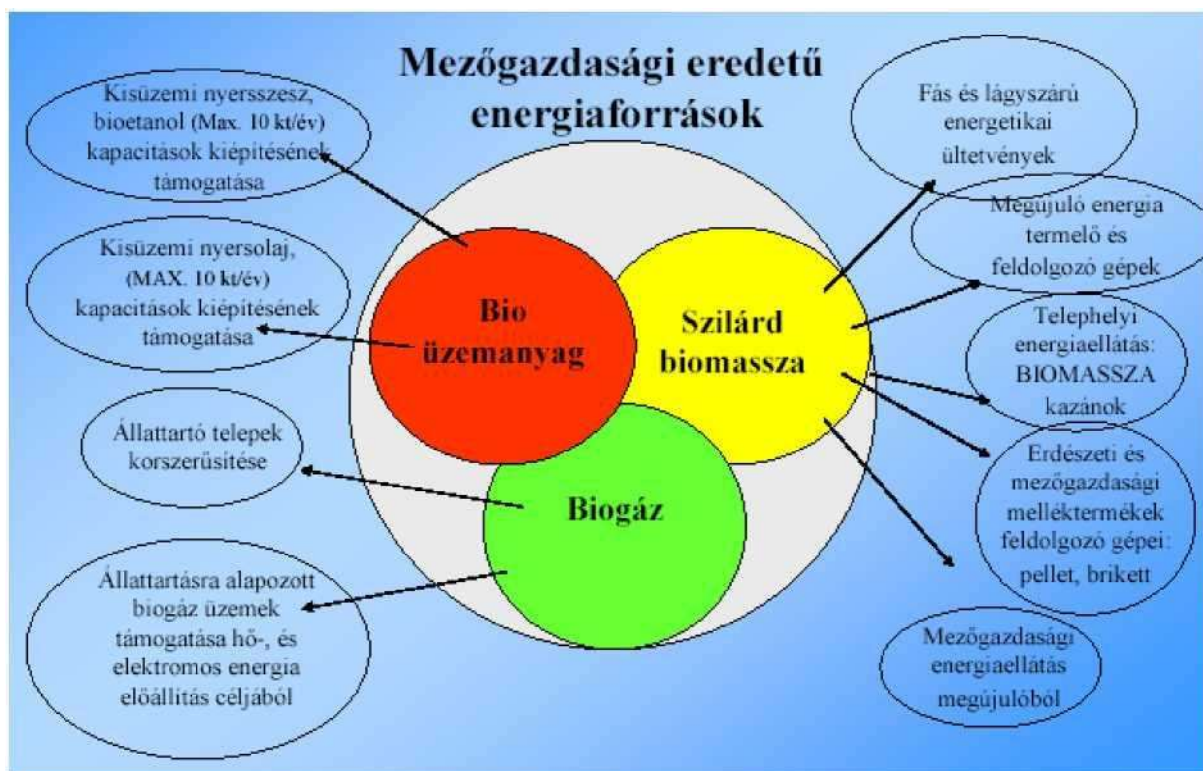 Mezőgazdasági eredetű
energiaforrások
Kisüzemi nyersszesz,
bioetanol (Max. 10 kt/év)
kapacitások kiépítésének
támogatása
Kisüzemi nyersolaj,
(MAX. 10 kt/év)
kapacitások kiépítésének
támogatása
Állattartó telepek
korszerűsítése
Állattartásra alapozott
biogáz üzemek
támogatása hő-, és
elektromos energia
előállítás céljából
Bio
üzemanyag
Szilárd
biomassza
Biogáz
Fás és lágyszárú
energetikai
ültetvények
Megújuló energia
termelő és
feldolgozó gépek
Telephelyi
energiaellátás:
BIOMASSZA
kazánok
Erdészeti és
mezőgazdasági
melléktermékek
feldolgozó gépei:
pellet, brikett
Mezőgazdasági
energiaellátás
megújulóból